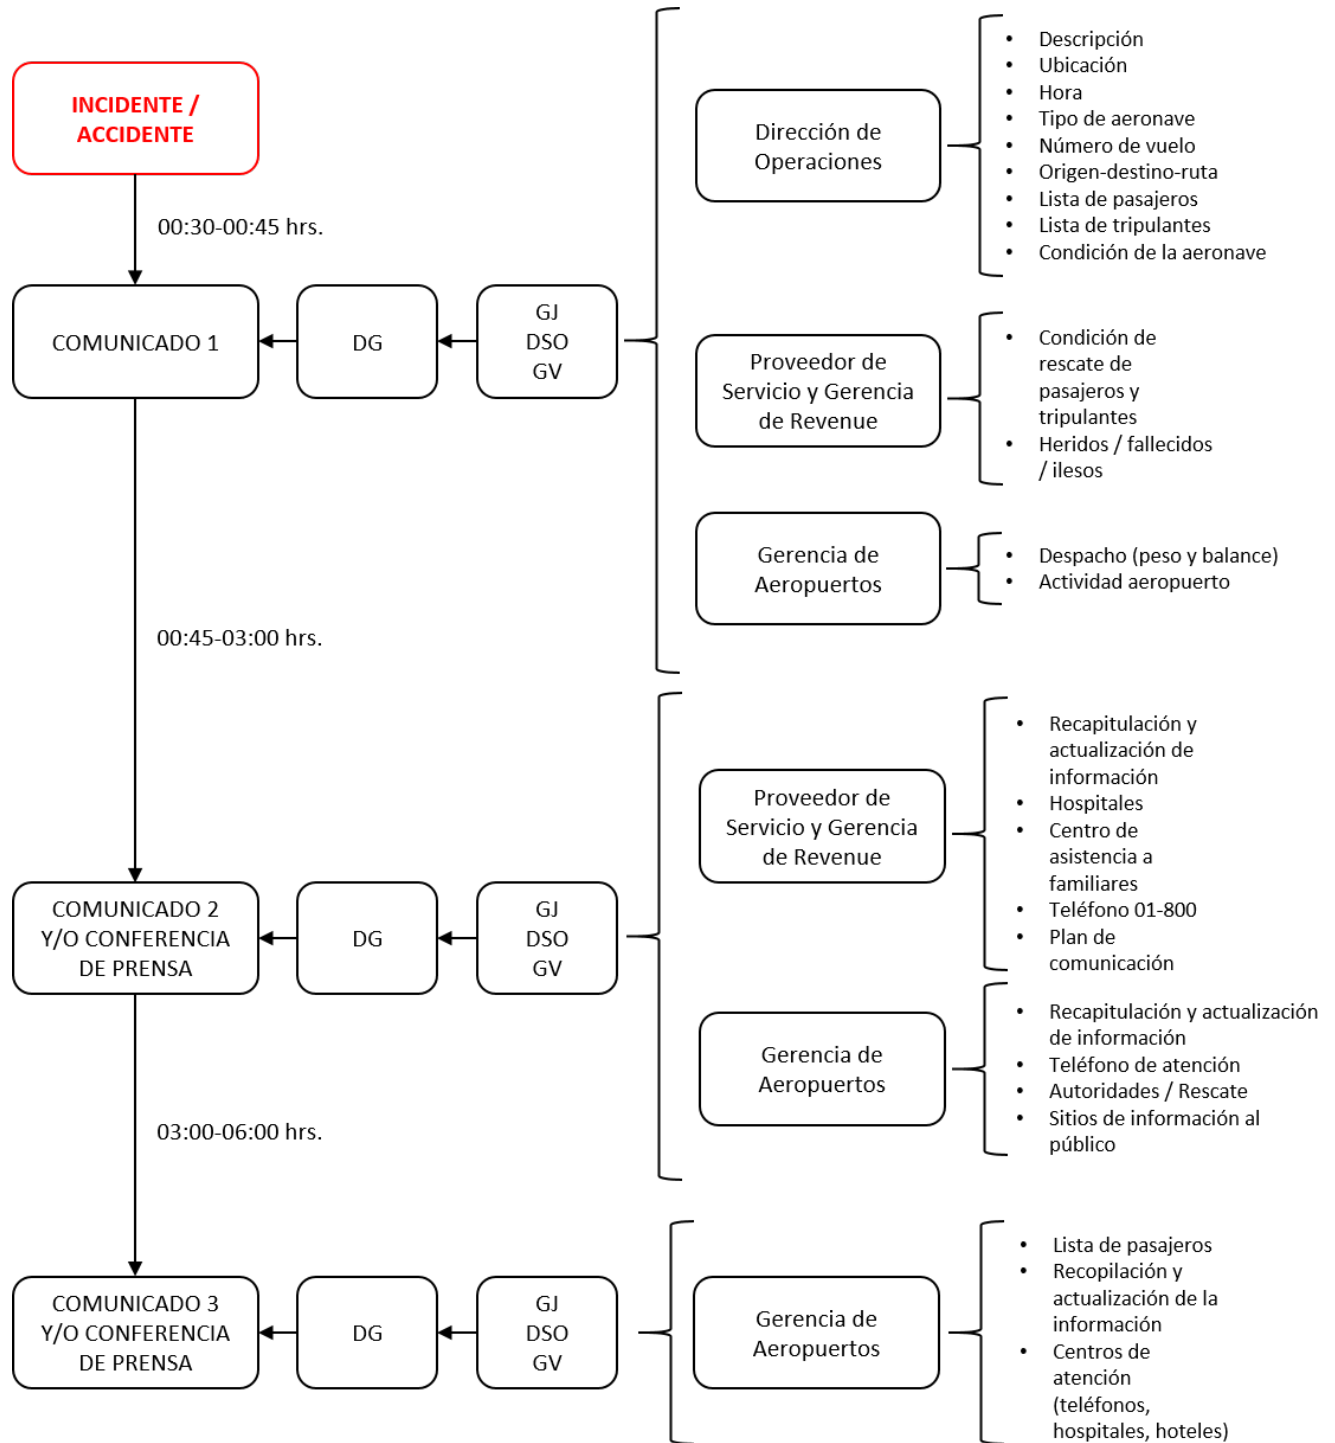 INCIDENTE /
ACCIDENTE
00:30-00:45 hrs.
COMUNICADO 1
DG
GJ
DSO
GV
Dirección de
Operaciones
• Descripción
• Ubicación
• Hora
• Tipo de aeronave
• Número de vuelo
• Origen-destino-ruta
• Lista de pasajeros
• Lista de tripulantes
• Condición de la aeronave
Proveedor de
Servicio y Gerencia
de Revenue
• Condición de
rescate de
pasajeros y
tripulantes
• Heridos / fallecidos
/ ilesos
Gerencia de
Aeropuertos
• Despacho (peso y balance)
• Actividad aeropuerto
00:45-03:00 hrs.
COMUNICADO 2
Y/O CONFERENCIA
DE PRENSA
DG
GJ
DSO
GV
Proveedor de
Servicio y Gerencia
de Revenue
• Recapitulación y
actualización de
información
• Hospitales
• Centro de
asistencia a
familiares
• Teléfono 01-800
• Plan de
comunicación
Gerencia de
Aeropuertos
• Recapitulación y actualización
de información
• Teléfono de atención
• Autoridades / Rescate
• Sitios de información al
público
03:00-06:00 hrs.
COMUNICADO 3
Y/O CONFERENCIA
DE PRENSA
DG
GJ
DSO
GV
Gerencia de
Aeropuertos
• Lista de pasajeros
• Recopilación y
actualización de la
información
• Centros de
atención
(teléfonos,
hospitales, hoteles)